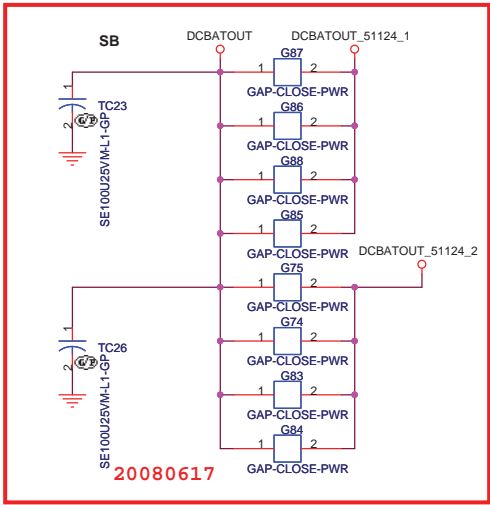 SB
DCBATOUT
DCBATOUT_51124_1
G87
1 2
GAP-CLOSE-PWR
1
TC23
2
G/P
SE100U25VM-L1-GP
G86
1 2
GAP-CLOSE-PWR
G88
1 2
GAP-CLOSE-PWR
G85
1 2
GAP-CLOSE-PWR
DCBATOUT_51124_2
G75
1 2
GAP-CLOSE-PWR
1
TC26
2
G/P
SE100U25VM-L1-GP
G74
1 2
GAP-CLOSE-PWR
G83
1 2
GAP-CLOSE-PWR
G84
1 2
GAP-CLOSE-PWR
20080617